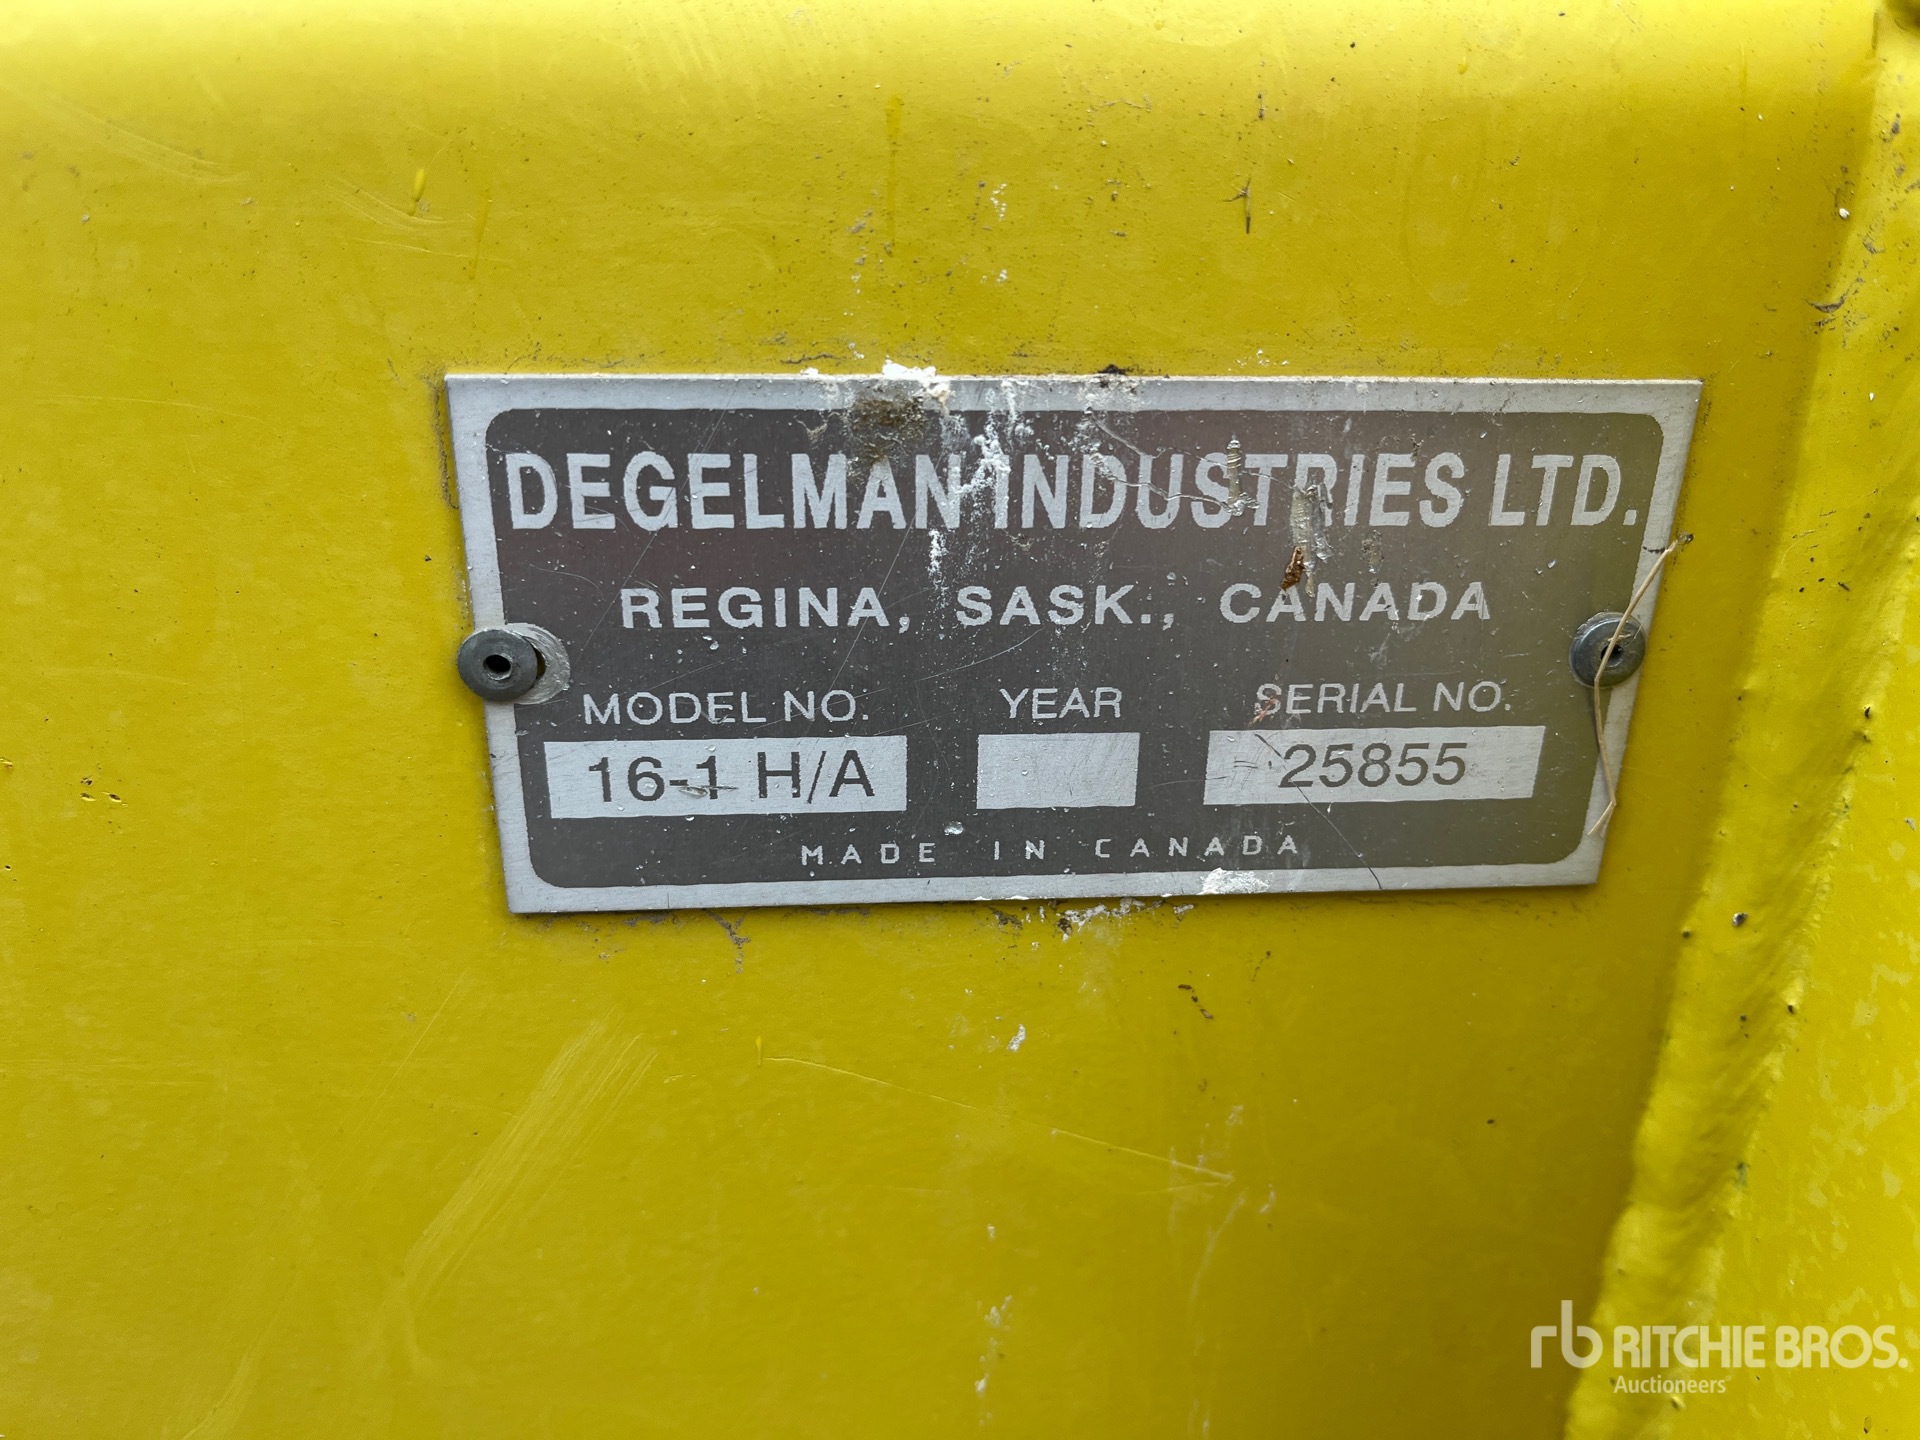 DEGELMAN INDUSTRIES LTD.
REGINA, SASK., CANADA
MODEL NO. YEAR SERIAL NO.
16-1 H/A 25855
MADE IN CANADA
rb RITCHIE BROS.
Auctioneers